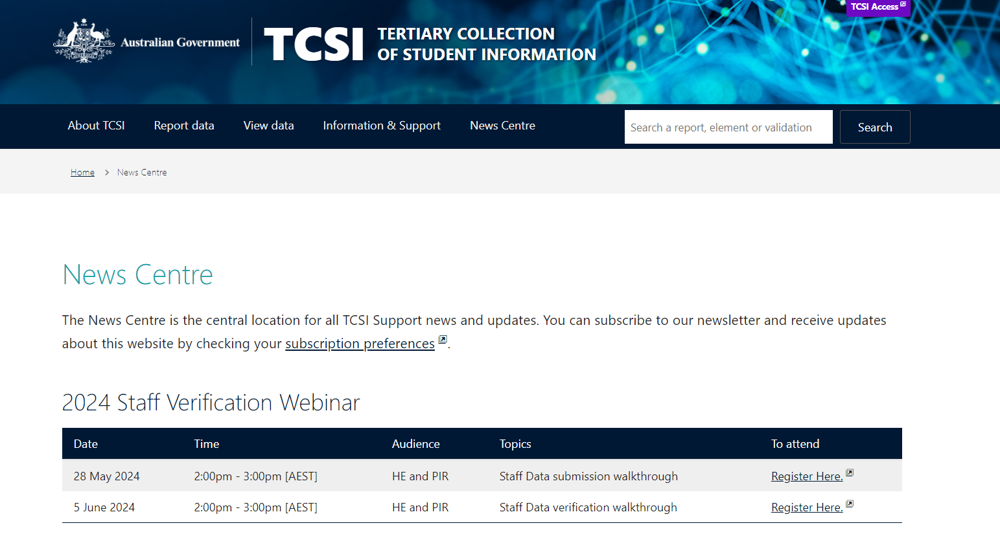 TCSI Access
Australian Government
TCSI
TERTIARY COLLECTION
OF STUDENT INFORMATION
About TCSI Report data View data Information & Support News Centre Search a report, element or validation Search
Home > News Centre
News Centre
The News Centre is the central location for all TCSI Support news and updates. You can subscribe to our newsletter and receive updates
about this website by checking your subscription preferences.
2024 Staff Verification Webinar
Date Time Audience Topics To attend
28 May 2024 2:00pm - 3:00pm [AEST] HE and PIR Staff Data submission walkthrough Register Here.
5 June 2024 2:00pm - 3:00pm [AEST] HE and PIR Staff Data verification walkthrough Register Here.